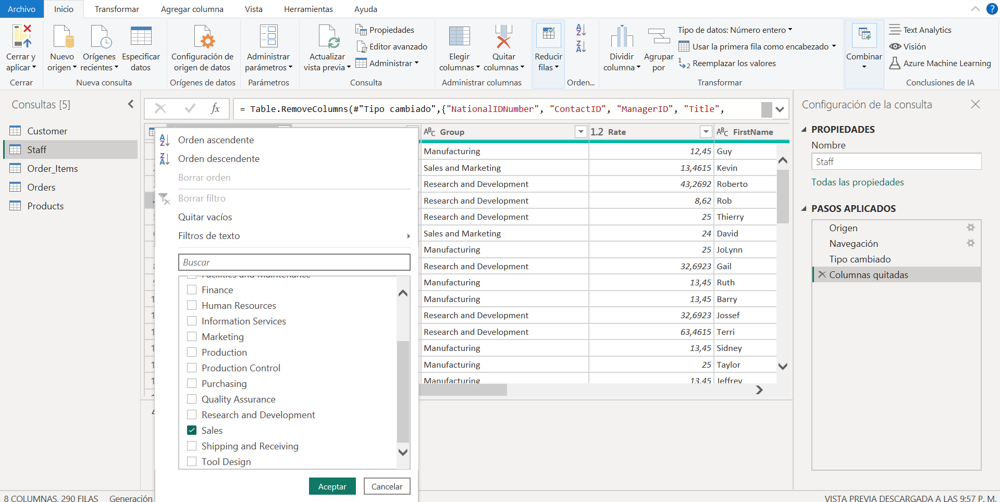 Archivo Inicio Transformar Agregar columna Vista Herramientas Ayuda
Cerrar y aplicar
Cerrar
Nuevo origen
Orígenes recientes
Especificar datos
Nueva consulta
Configuración de origen de datos
Orígenes de datos
Administrar parámetros
Parámetros
Actualizar vista previa
Propiedades
Editor avanzado
Administrar
Consulta
Elegir columnas
Quitar columnas
Administrar columnas
Reducir filas
Orden...
Dividir columna
Agrupar por
Tipo de datos: Número entero
Usar la primera fila como encabezado
Reemplazar los valores
Transformar
Combinar
Text Analytics
Visión
Azure Machine Learning
Conclusiones de IA
Consultas [5]
Customer
Staff
Order_Items
Orders
Products
fx
= Table.RemoveColumns(#"Tipo cambiado",{"NationalIDNumber", "ContactID", "ManagerID", "Title",
Orden ascendente
Orden descendente
Borrar orden
Borrar filtro
Quitar vacíos
Filtros de texto
Buscar
Facilities and Maintenance
Finance
Human Resources
Information Services
Marketing
Production
Production Control
Purchasing
Quality Assurance
Research and Development
Sales
Shipping and Receiving
Tool Design
Aceptar Cancelar
ABC Group 1.2 Rate ABC FirstName
Manufacturing 12,45 Guy
Sales and Marketing 13,4615 Kevin
Research and Development 43,2692 Roberto
Research and Development 8,62 Rob
Research and Development 25 Thierry
Sales and Marketing 24 David
Manufacturing 25 JoLynn
Research and Development 32,6923 Gail
Manufacturing 13,45 Ruth
Manufacturing 13,45 Barry
Research and Development 32,6923 Jossef
Research and Development 63,4615 Terri
Manufacturing 13,45 Sidney
Manufacturing 25 Taylor
Manufacturing 13,45 Jeffrey
Configuración de la consulta
PROPIEDADES
Nombre
Staff
Todas las propiedades
PASOS APLICADOS
Origen
Navegación
Tipo cambiado
Columnas quitadas
8 COLUMNAS, 290 FILAS Generación
VISTA PREVIA DESCARGADA A LAS 9:57 P. M.